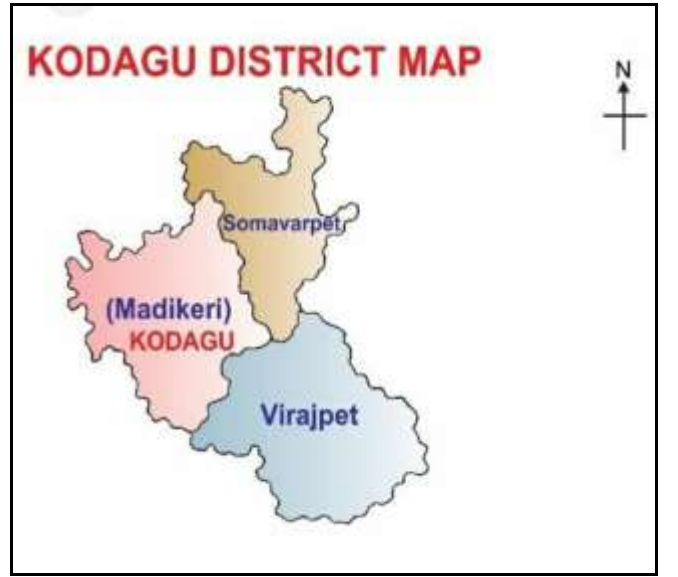 KODAGU DISTRICT MAP
N
Somavarpet
(Madikeri)
KODAGU
Virajpet